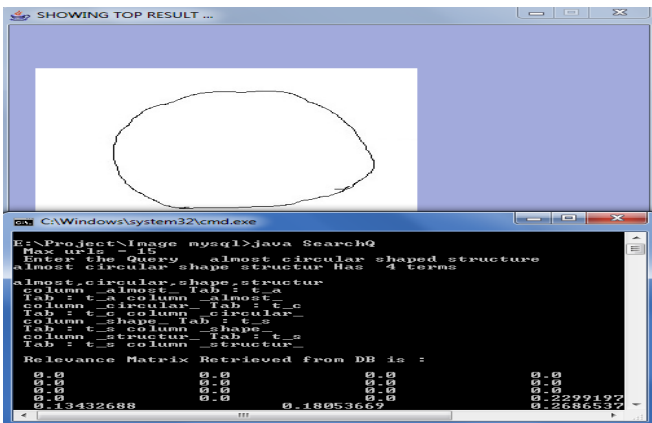 SHOWING TOP RESULT ...
C:\Windows\system32\cmd.exe
E:\Project\Image mysql>java SearchQ
Max urls - 15
Enter the Query   almost circular shaped structure
almost circular shape structur Has  4 terms
almost,circular,shape,structur
column _almost_ Tab : t_a
Tab : t_a column _almost_
column _circular_ Tab : t_c
Tab : t_c column _circular_
column _shape_ Tab : t_s
Tab : t_s column _shape_
column _structur_ Tab : t_s
Tab : t_s column _structur_
Relevance Matrix Retrieved from DB is :
0.0 0.0 0.0 0.0
0.0 0.0 0.0 0.0
0.0 0.0 0.0 0.0
0.0 0.0 0.0 0.2299197
0.13432688 0.18053669 0.2686537